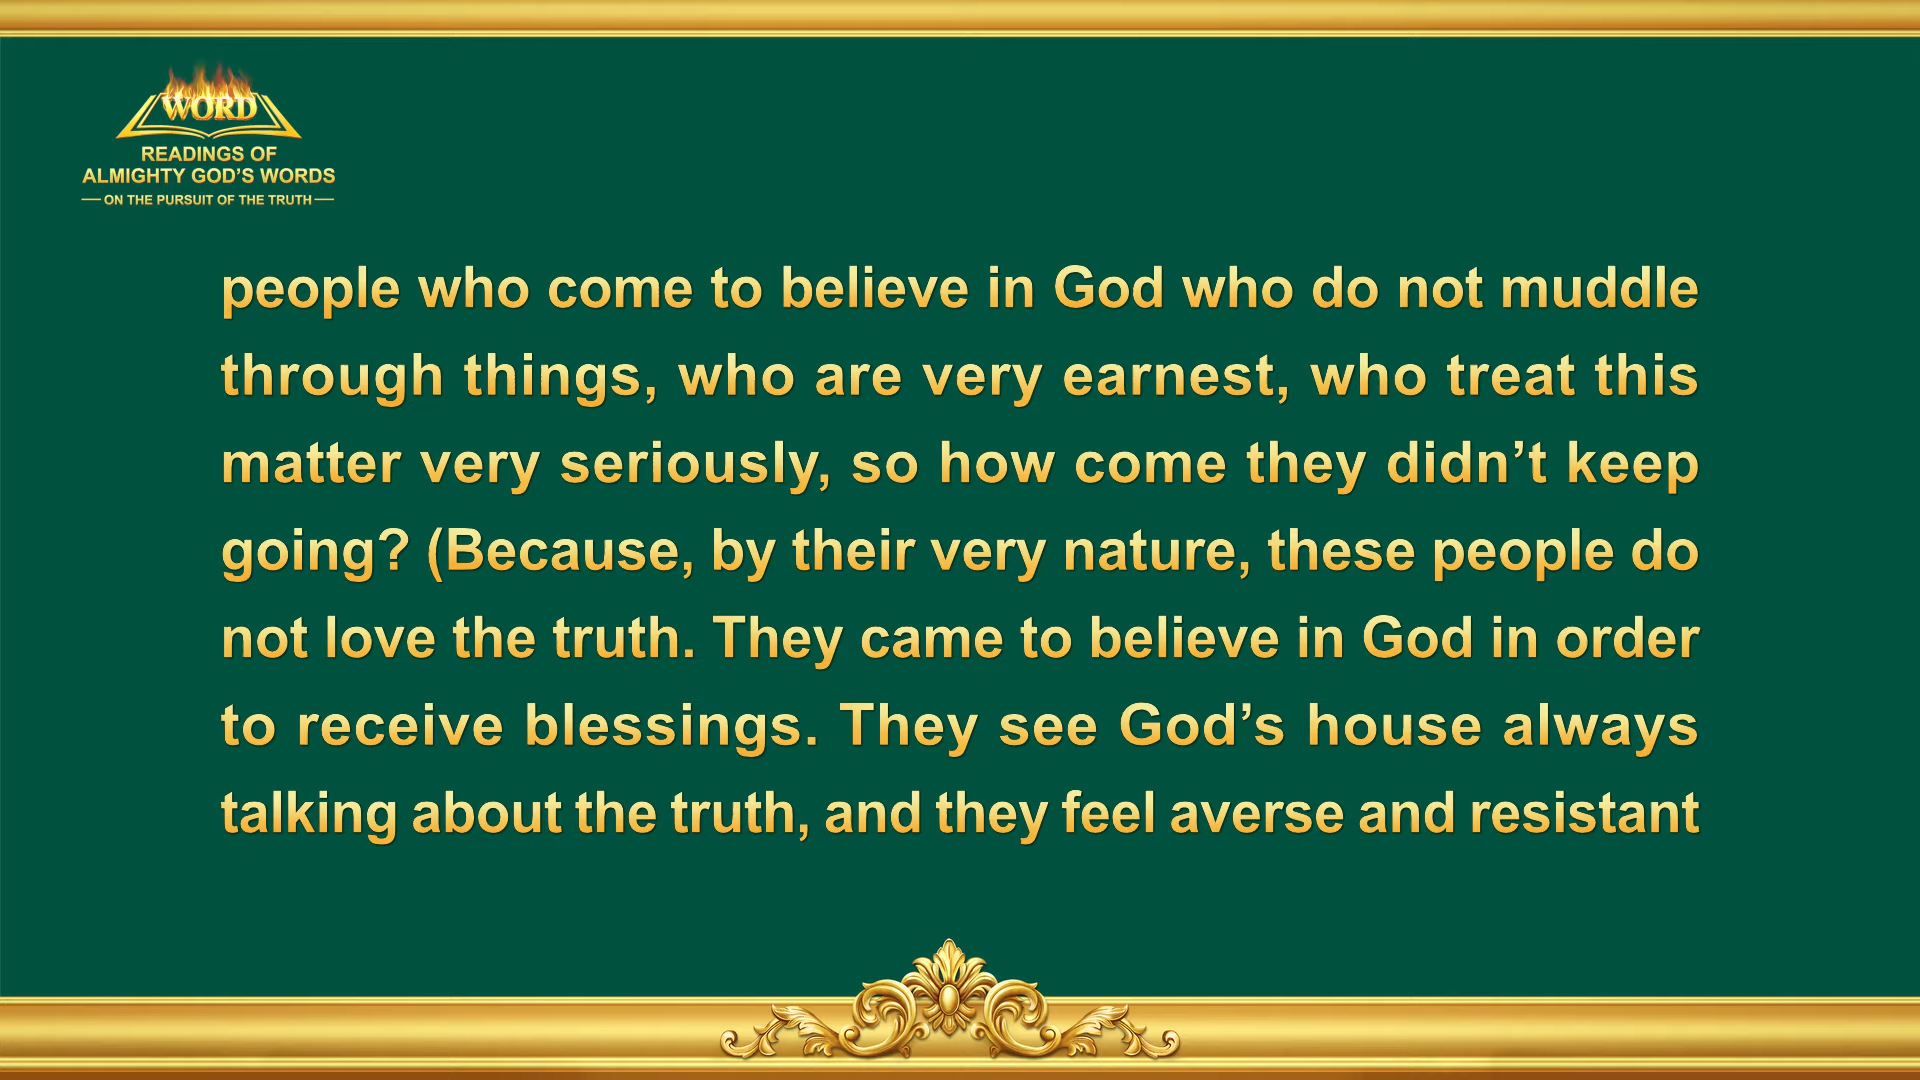 WORD
READINGS OF
ALMIGHTY GOD’S WORDS
ON THE PURSUIT OF THE TRUTH
people who come to believe in God who do not muddle
through things, who are very earnest, who treat this
matter very seriously, so how come they didn’t keep
going? (Because, by their very nature, these people do
not love the truth. They came to believe in God in order
to receive blessings. They see God’s house always
talking about the truth, and they feel averse and resistant